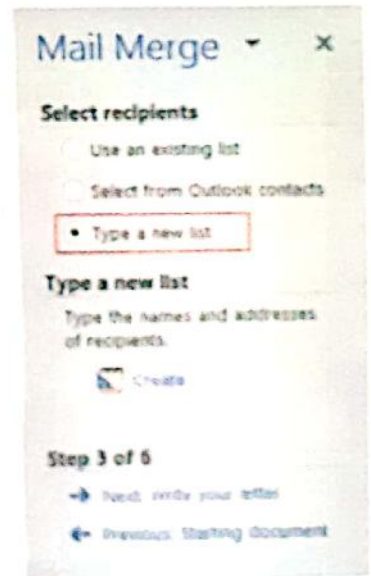 Mail Merge
Select recipients
Use an existing list
Select from Outlook contacts
Type a new list
Type a new list
Type the names and addresses
of recipients.
Create
Step 3 of 6
Next: Write your letter
Previous: Starting document